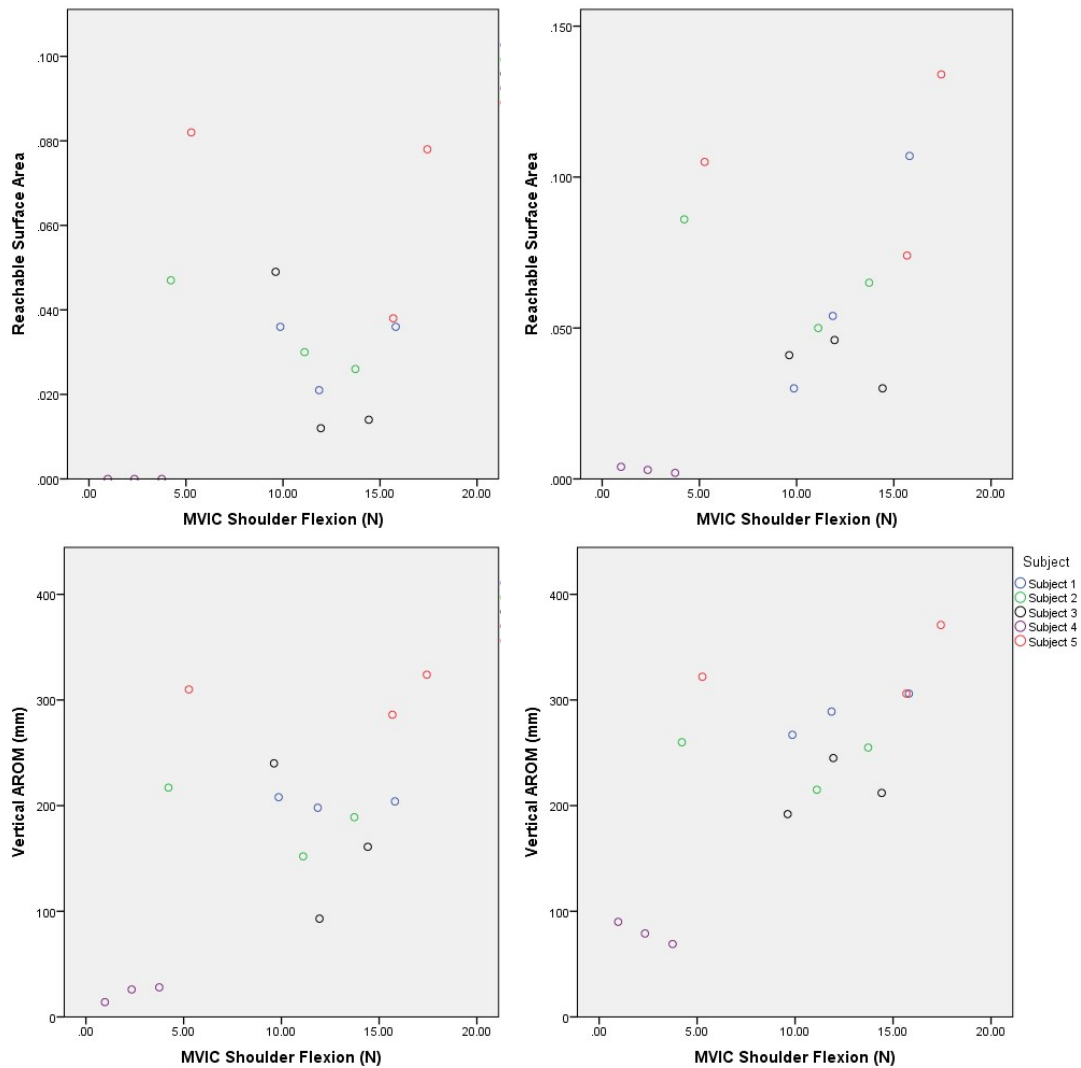 .100
.080
.060
.040
.020
.000
Reachable Surface Area
.00 5.00 10.00 15.00 20.00
MVIC Shoulder Flexion (N)
.150
.100
.050
.000
Reachable Surface Area
.00 5.00 10.00 15.00 20.00
MVIC Shoulder Flexion (N)
400
300
200
100
0
Vertical AROM (mm)
.00 5.00 10.00 15.00 20.00
MVIC Shoulder Flexion (N)
400
300
200
100
0
Vertical AROM (mm)
.00 5.00 10.00 15.00 20.00
MVIC Shoulder Flexion (N)
Subject
Subject 1
Subject 2
Subject 3
Subject 4
Subject 5